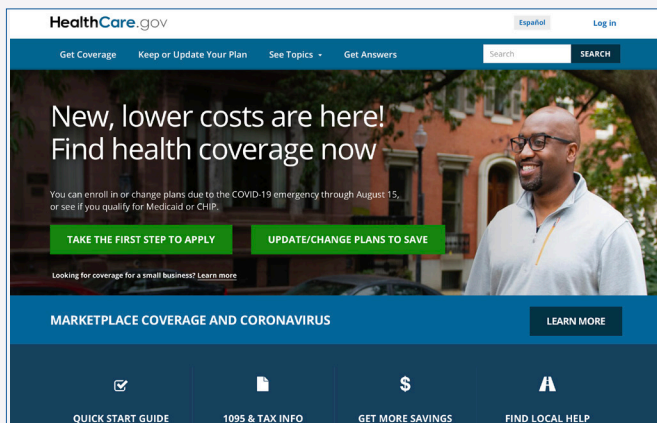 HealthCare.gov
Español
Log in
Get Coverage
Keep or Update Your Plan
See Topics
Get Answers
Search
SEARCH
New, lower costs are here!
Find health coverage now
You can enroll in or change plans due to the COVID-19 emergency through August 15,
or see if you qualify for Medicaid or CHIP.
TAKE THE FIRST STEP TO APPLY
UPDATE/CHANGE PLANS TO SAVE
Looking for coverage for a small business? Learn more
MARKETPLACE COVERAGE AND CORONAVIRUS
LEARN MORE
QUICK START GUIDE
1095 & TAX INFO
GET MORE SAVINGS
FIND LOCAL HELP